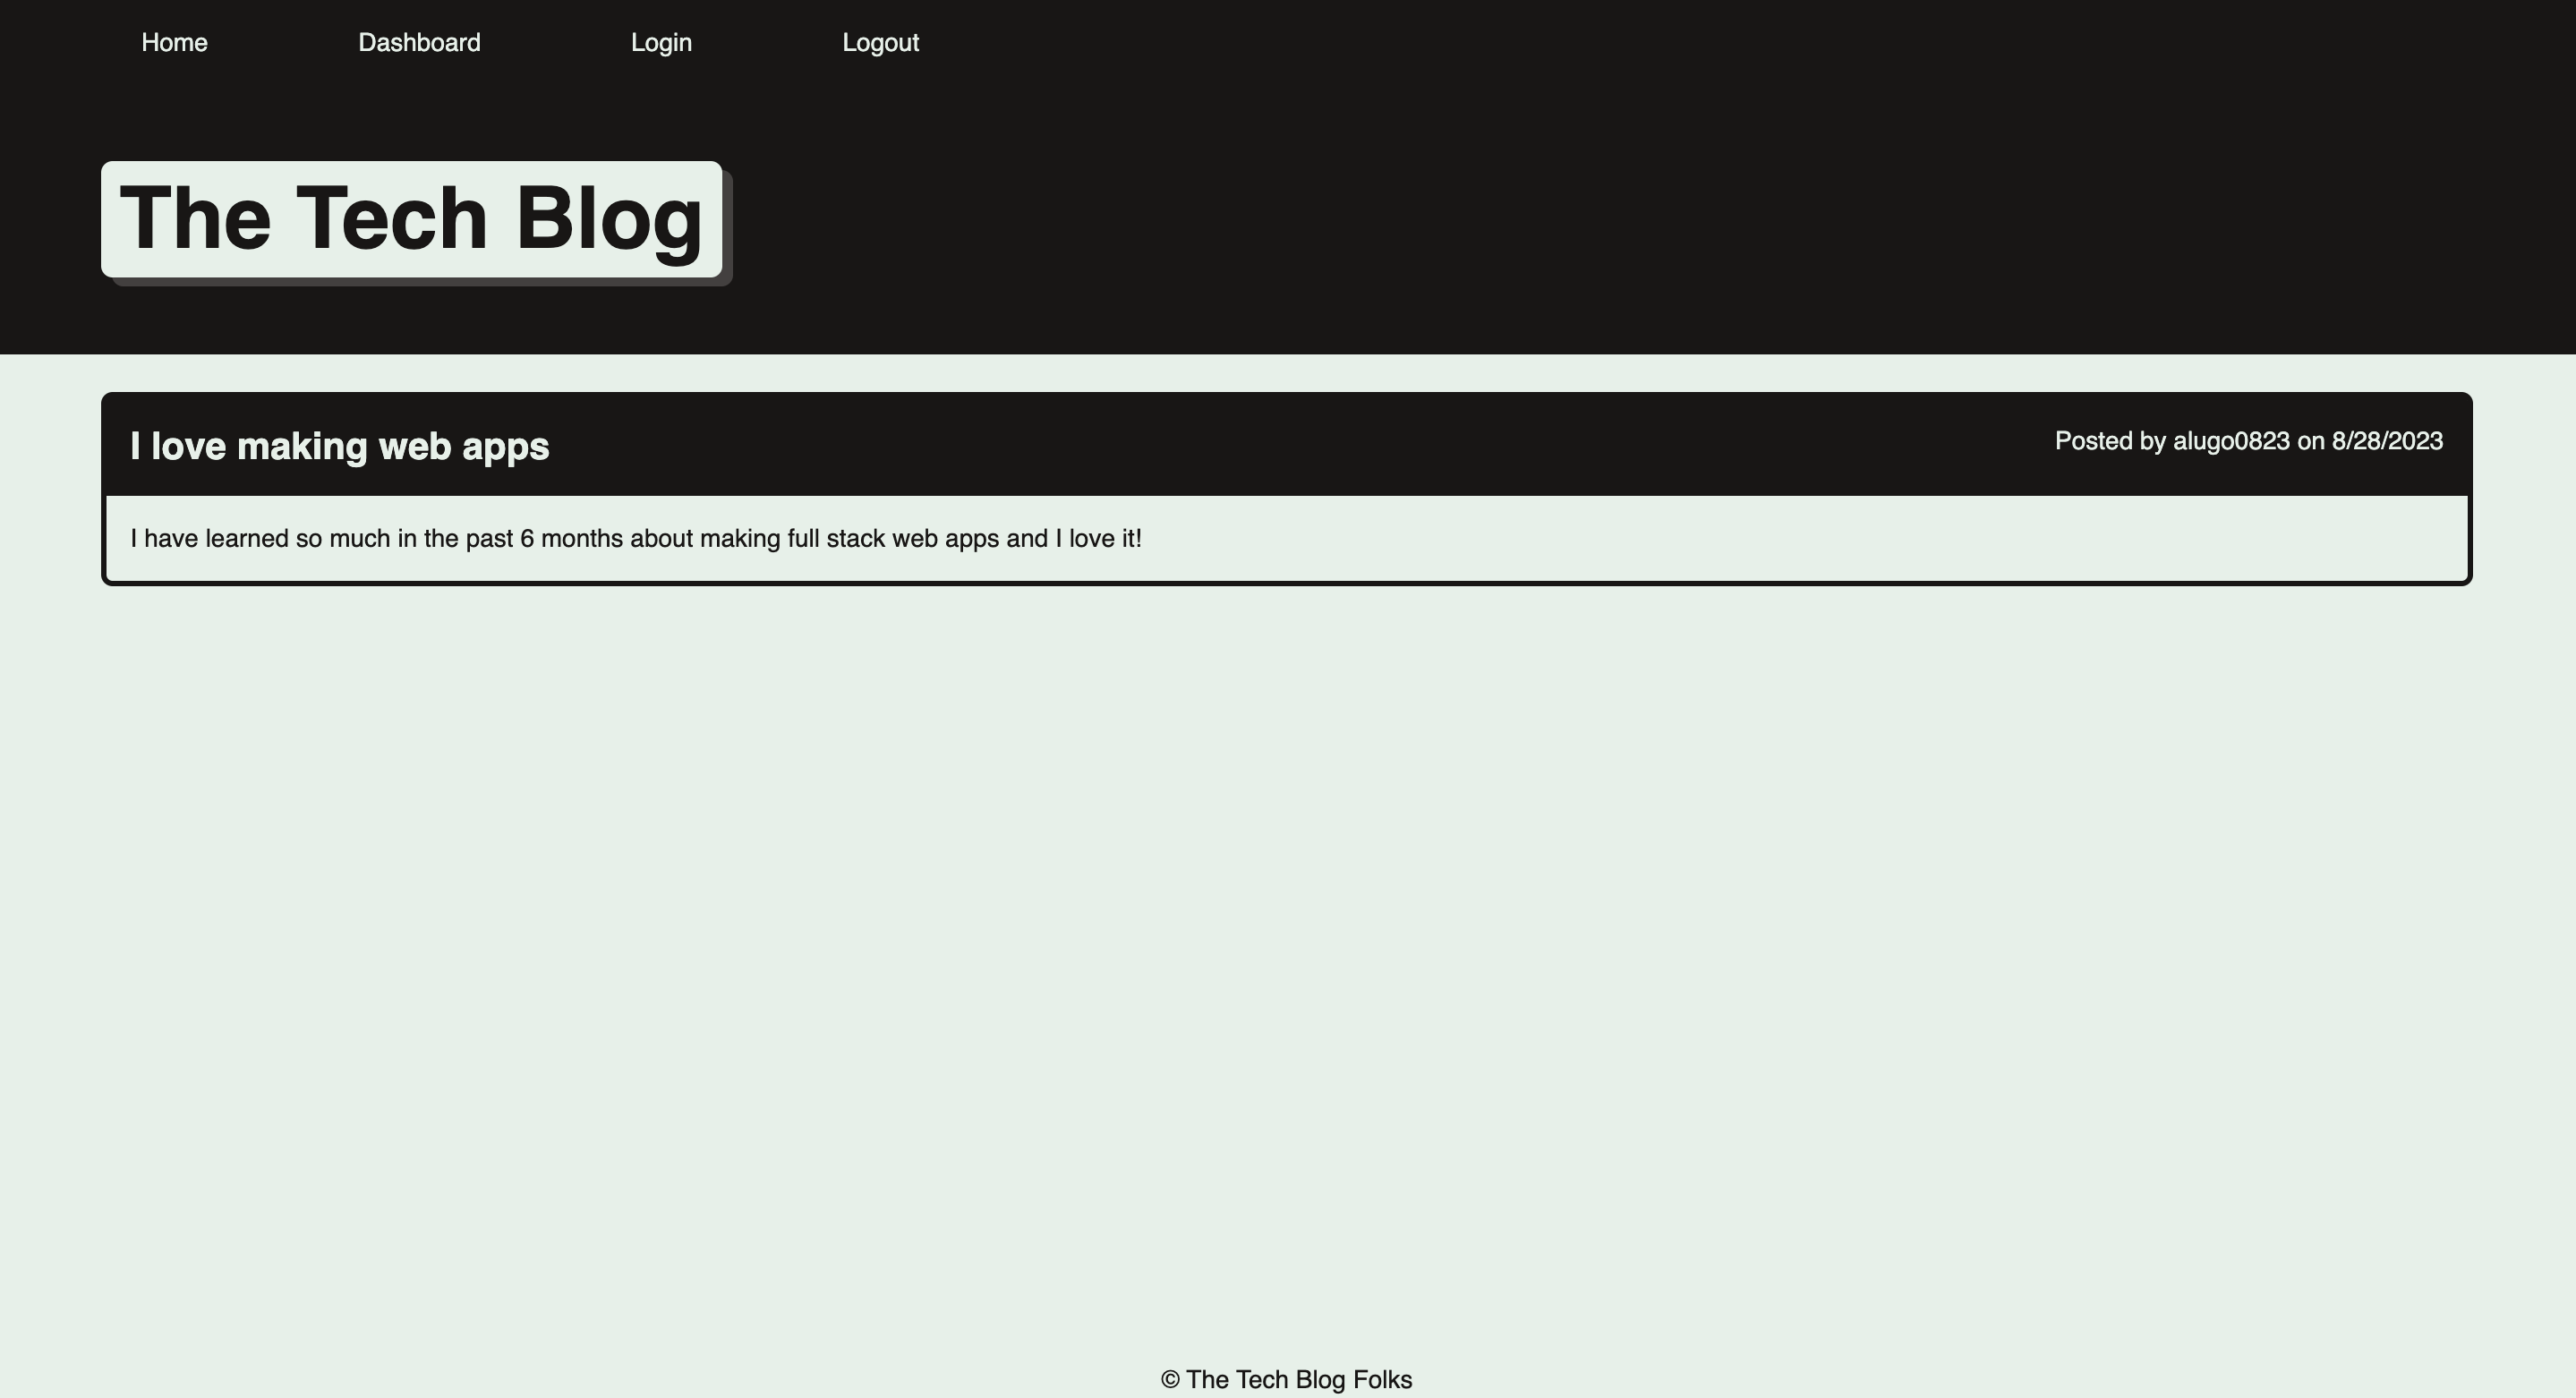 Home Dashboard Login Logout
The Tech Blog
I love making web apps
Posted by alugo0823 on 8/28/2023
I have learned so much in the past 6 months about making full stack web apps and I love it!
© The Tech Blog Folks